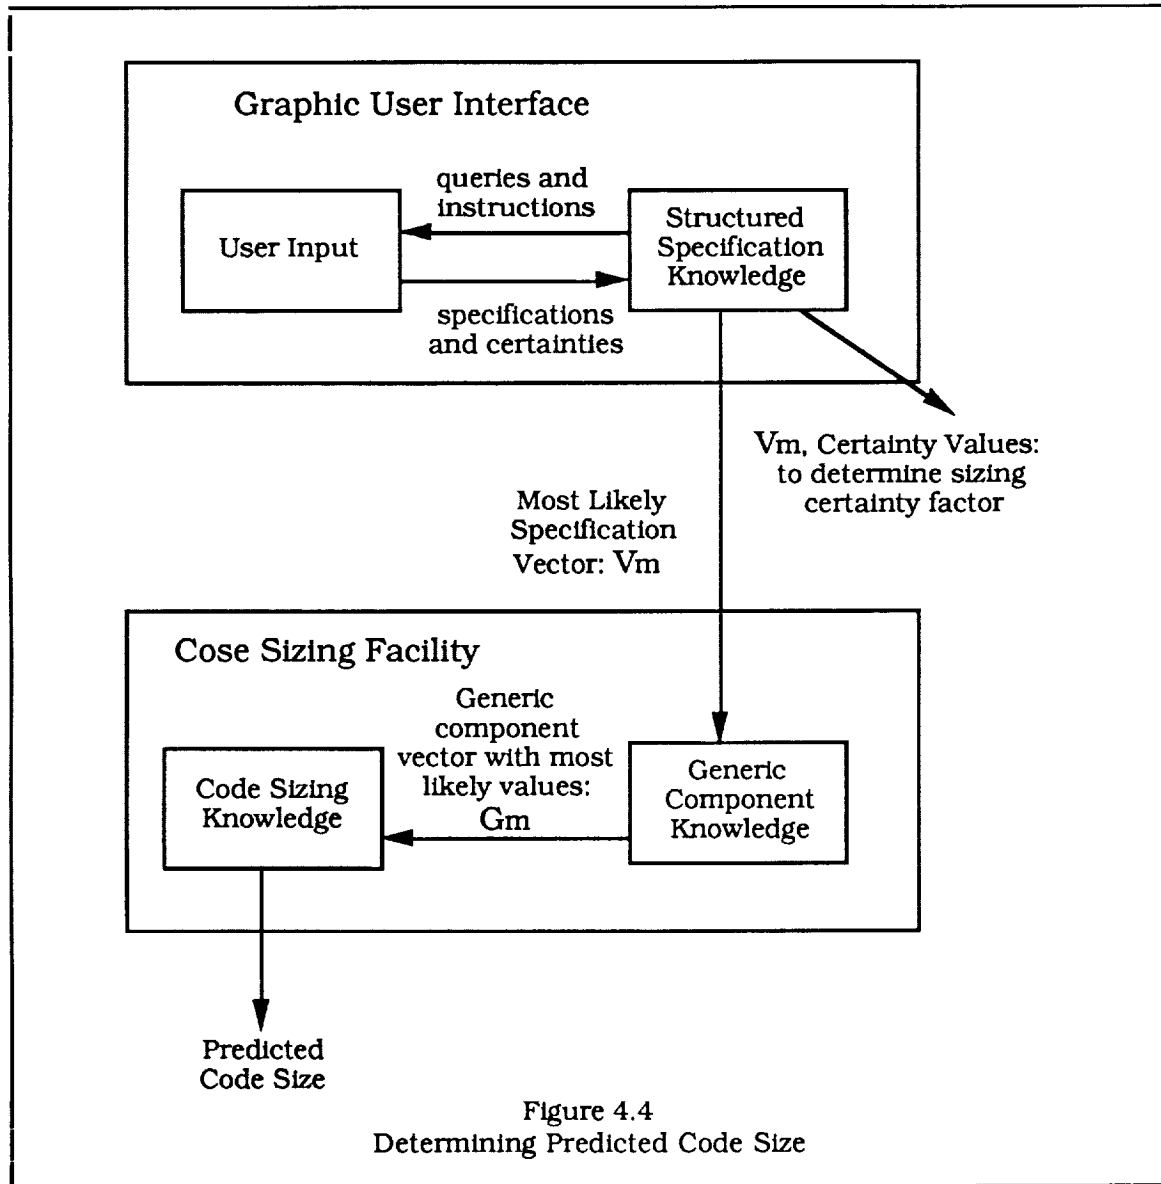 Graphic User Interface
queries and
instructions
User Input
Structured
Specification
Knowledge
specifications
and certainties
Vm, Certainty Values:
to determine sizing
certainty factor
Most Likely
Specification
Vector: Vm
Cose Sizing Facility
Generic
component
vector with most
likely values:
Gm
Code Sizing
Knowledge
Generic
Component
Knowledge
Predicted
Code Size
Figure 4.4
Determining Predicted Code Size